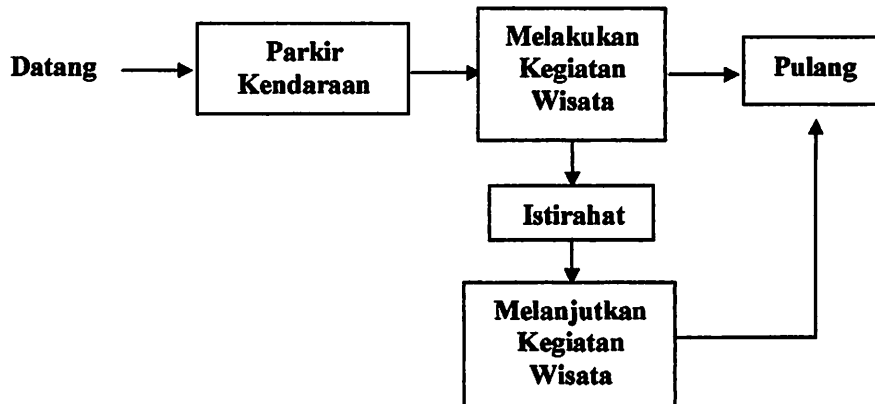 Datang
Parkir
Kendaraan
Melakukan
Kegiatan
Wisata
Pulang
Istirahat
Melanjutkan
Kegiatan
Wisata